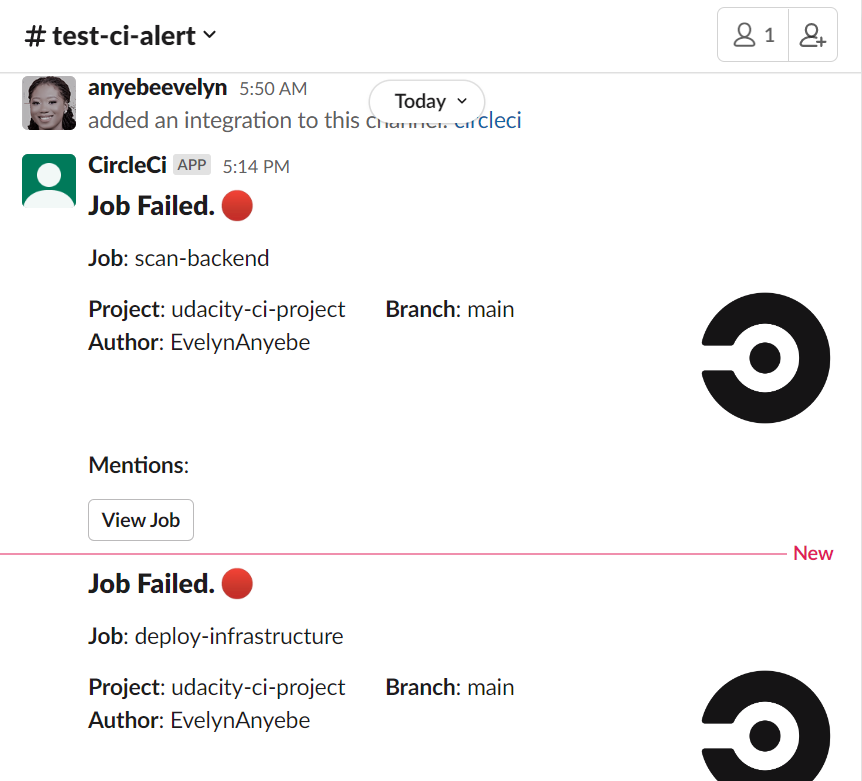 # test-ci-alert
1
anyebeevelyn 5:50 AM
Today
added an integration to this channel: circleci
CircleCi APP 5:14 PM
Job Failed.
Job: scan-backend
Project: udacity-ci-project Branch: main
Author: EvelynAnyebe
Mentions:
View Job
New
Job Failed.
Job: deploy-infrastructure
Project: udacity-ci-project Branch: main
Author: EvelynAnyebe